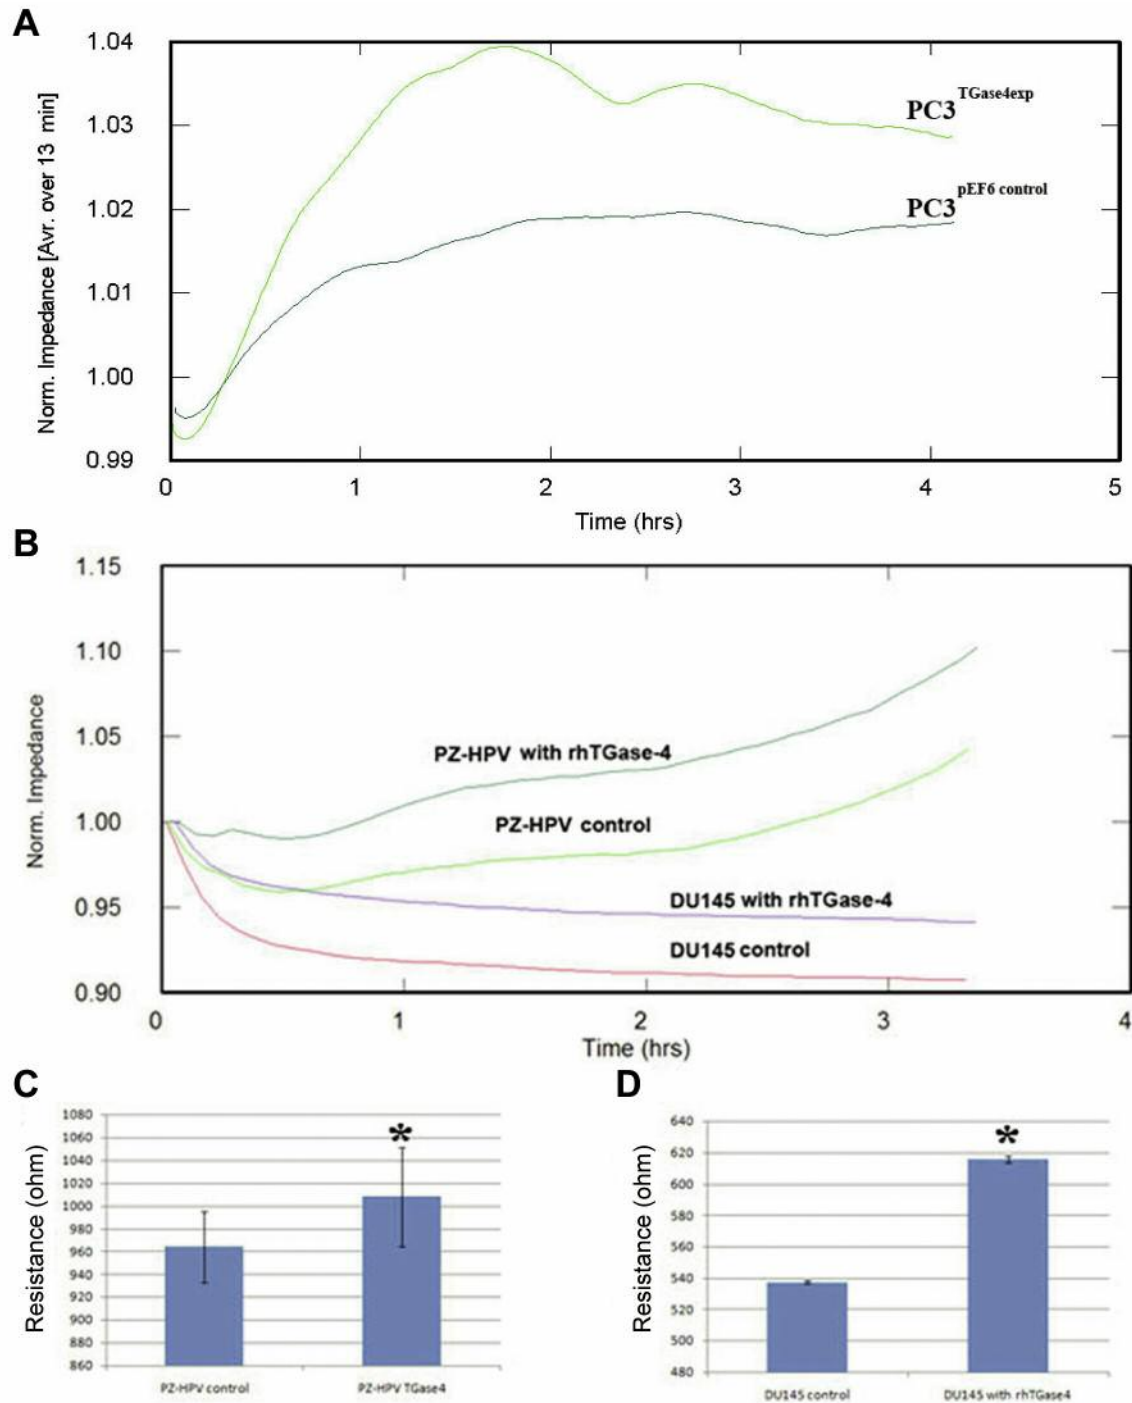 A
1.04
1.03
1.02
1.01
1.00
0.99
Norm. Impedance [Avr. over 13 min]
PC3 TGase4exp
PC3 pEF6 control
0 1 2 3 4 5
Time (hrs)
B
1.15
1.10
1.05
1.00
0.95
0.90
Norm. Impedance
PZ-HPV with rhTGase-4
PZ-HPV control
DU145 with rhTGase-4
DU145 control
0 1 2 3 4
Time (hrs)
C
1080
1060
1040
1020
1000
980
960
940
920
900
880
860
Resistance (ohm)
*
PZ-HPV control PZ-HPV TGase4
D
640
620
600
580
560
540
520
500
480
Resistance (ohm)
*
DU145 control DU145 with rhTGase4